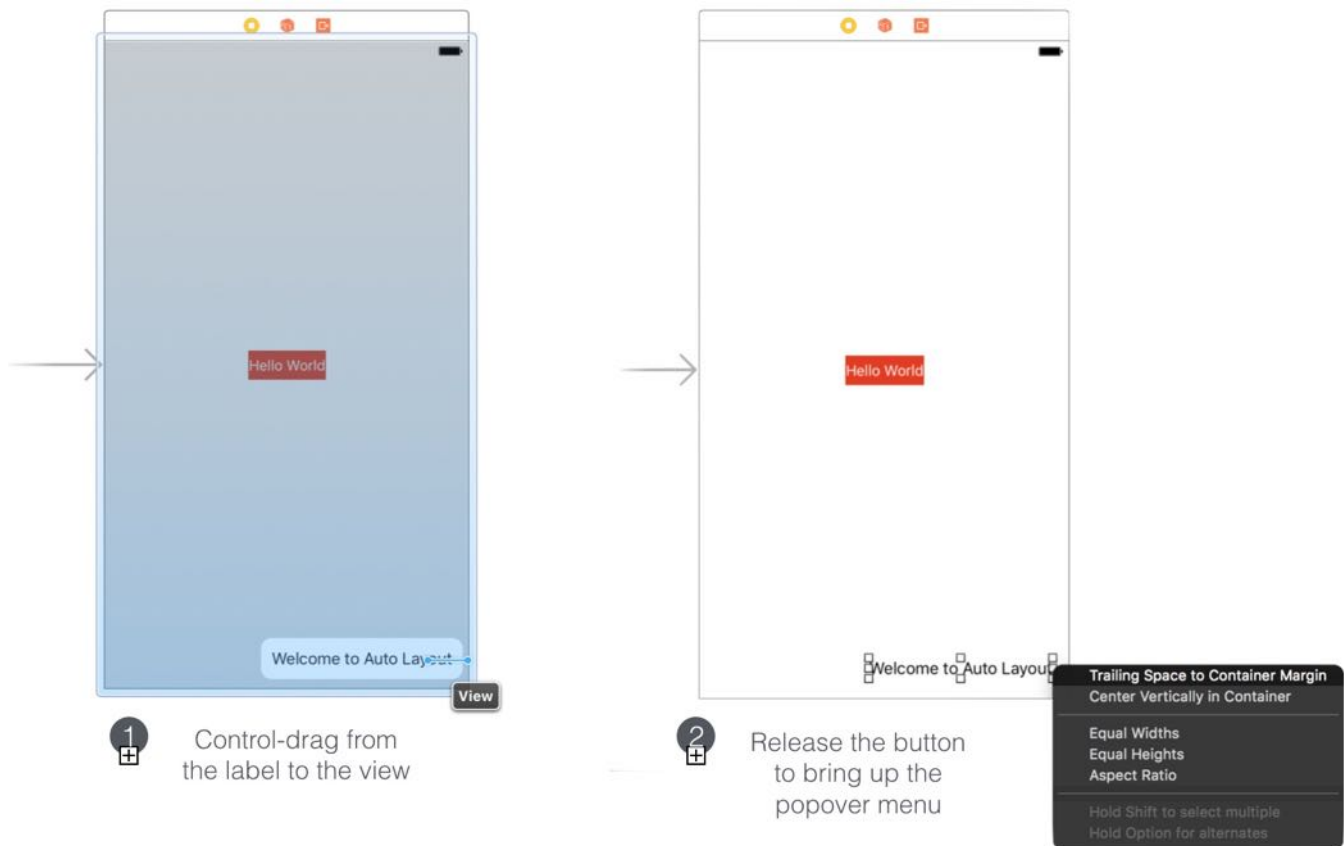 Hello World
Welcome to Auto Layout
View
1
Control-drag from
the label to the view
Hello World
Welcome to Auto Layout
Trailing Space to Container Margin
Center Vertically in Container
Equal Widths
Equal Heights
Aspect Ratio
Hold Shift to select multiple
Hold Option for alternates
2
Release the button
to bring up the
popover menu